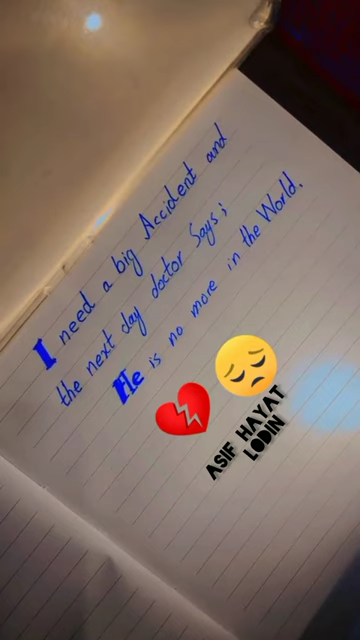 I need a big Accident and
the next day doctor Says;
He is no more in the World.
ASIF HAYAT
LODIN